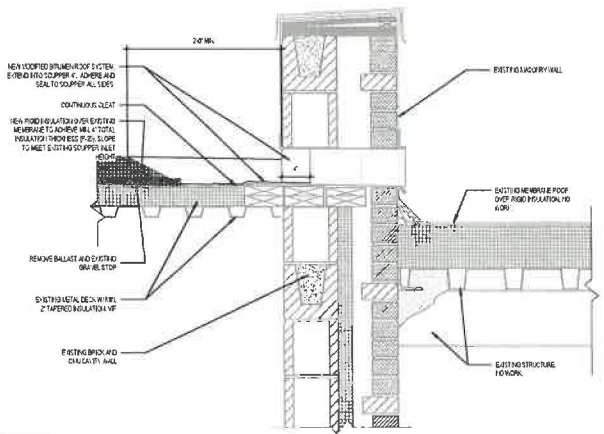 2'-0" MIN.
NEW MODIFIED BITUMEN ROOF SYSTEM.
EXTEND INTO SCUPPER 4". ADHERE AND
SEAL TO SCUPPER ALL SIDES.
CONTINUOUS CLEAT
NEW RIGID INSULATION OVER EXISTING
MEMBRANE TO ACHIEVE MIN. 4" TOTAL
INSULATION THICKNESS SLOPE
TO MEET EXISTING SCUPPER INLET
HEIGHT
4"
REMOVE BALLAST AND EXISTING
GRAVEL STOP
EXISTING METAL DECK W/ MIN.
2" TAPERED INSULATION, VIF
EXISTING BRICK AND
CMU CAVITY WALL
EXISTING MASONRY WALL
EXISTING MEMBRANE ROOF
OVER RIGID INSULATION, NO
WORK.
EXISTING STRUCTURE,
NO WORK.